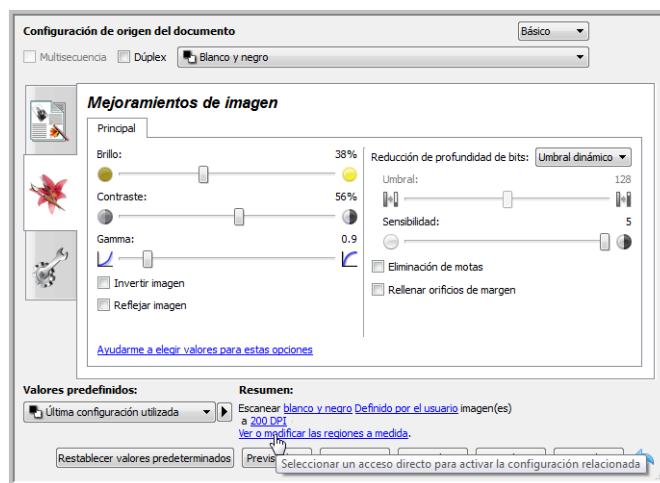 Configuración de origen del documento
Básico
Multisecuencia
Dúplex
Blanco y negro
Mejoramientos de imagen
Principal
Brillo:
38%
Contraste:
56%
Gamma:
0.9
Invertir imagen
Reflejar imagen
Reducción de profundidad de bits:
Umbral dinámico
Umbral:
128
Sensibilidad:
5
Eliminación de motas
Rellenar orificios de margen
Ayudarme a elegir valores para estas opciones
Valores predefinidos:
Última configuración utilizada
Resumen:
Escanear blanco y negro Definido por el usuario imagen(es)
a 200 DPI
Ver o modificar las regiones a medida.
Restablecer valores predeterminados
Seleccionar un acceso directo para activar la configuración relacionada